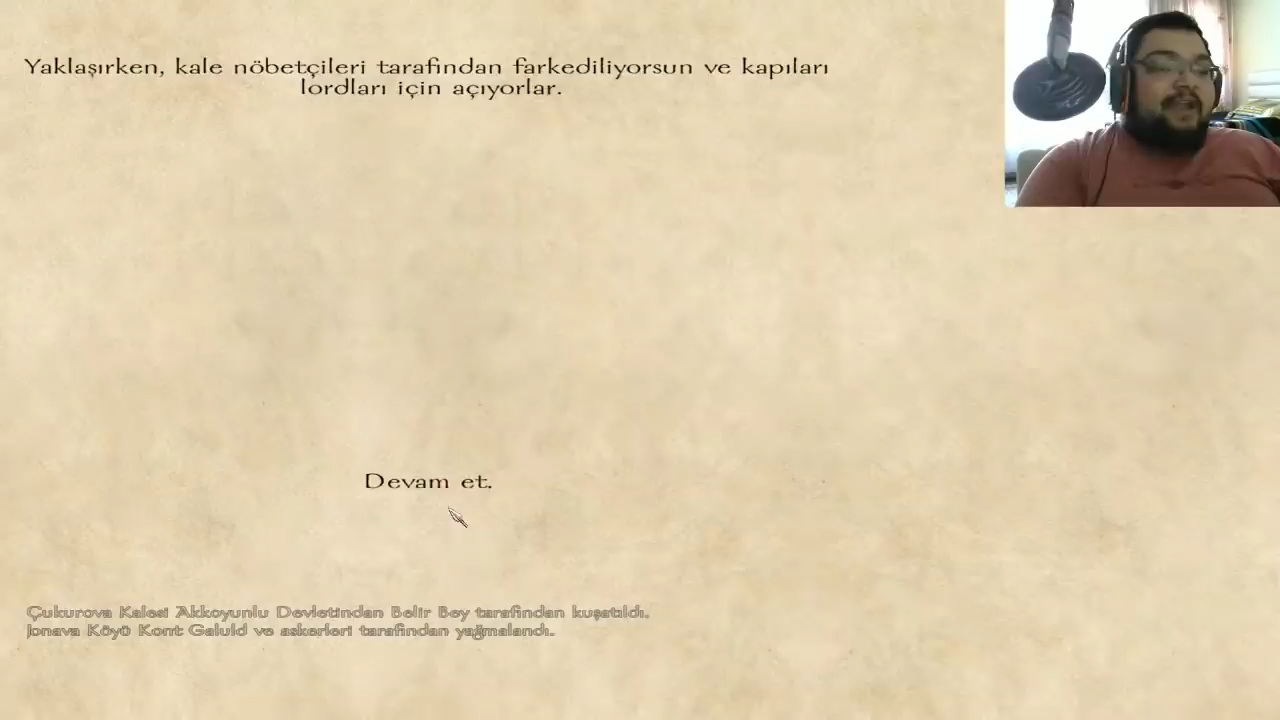 Yaklaşırken, kale nöbetçileri tarafından farkediliyorsun ve kapıları
lordları için açıyorlar.
Devam et.
Çukurova Kalesi Akkoyunlu Devletindan Belir Bey tarafından kuşatıldı.
Jonava Köyü Kont Galuld ve askerleri tarafından yağmalandı.